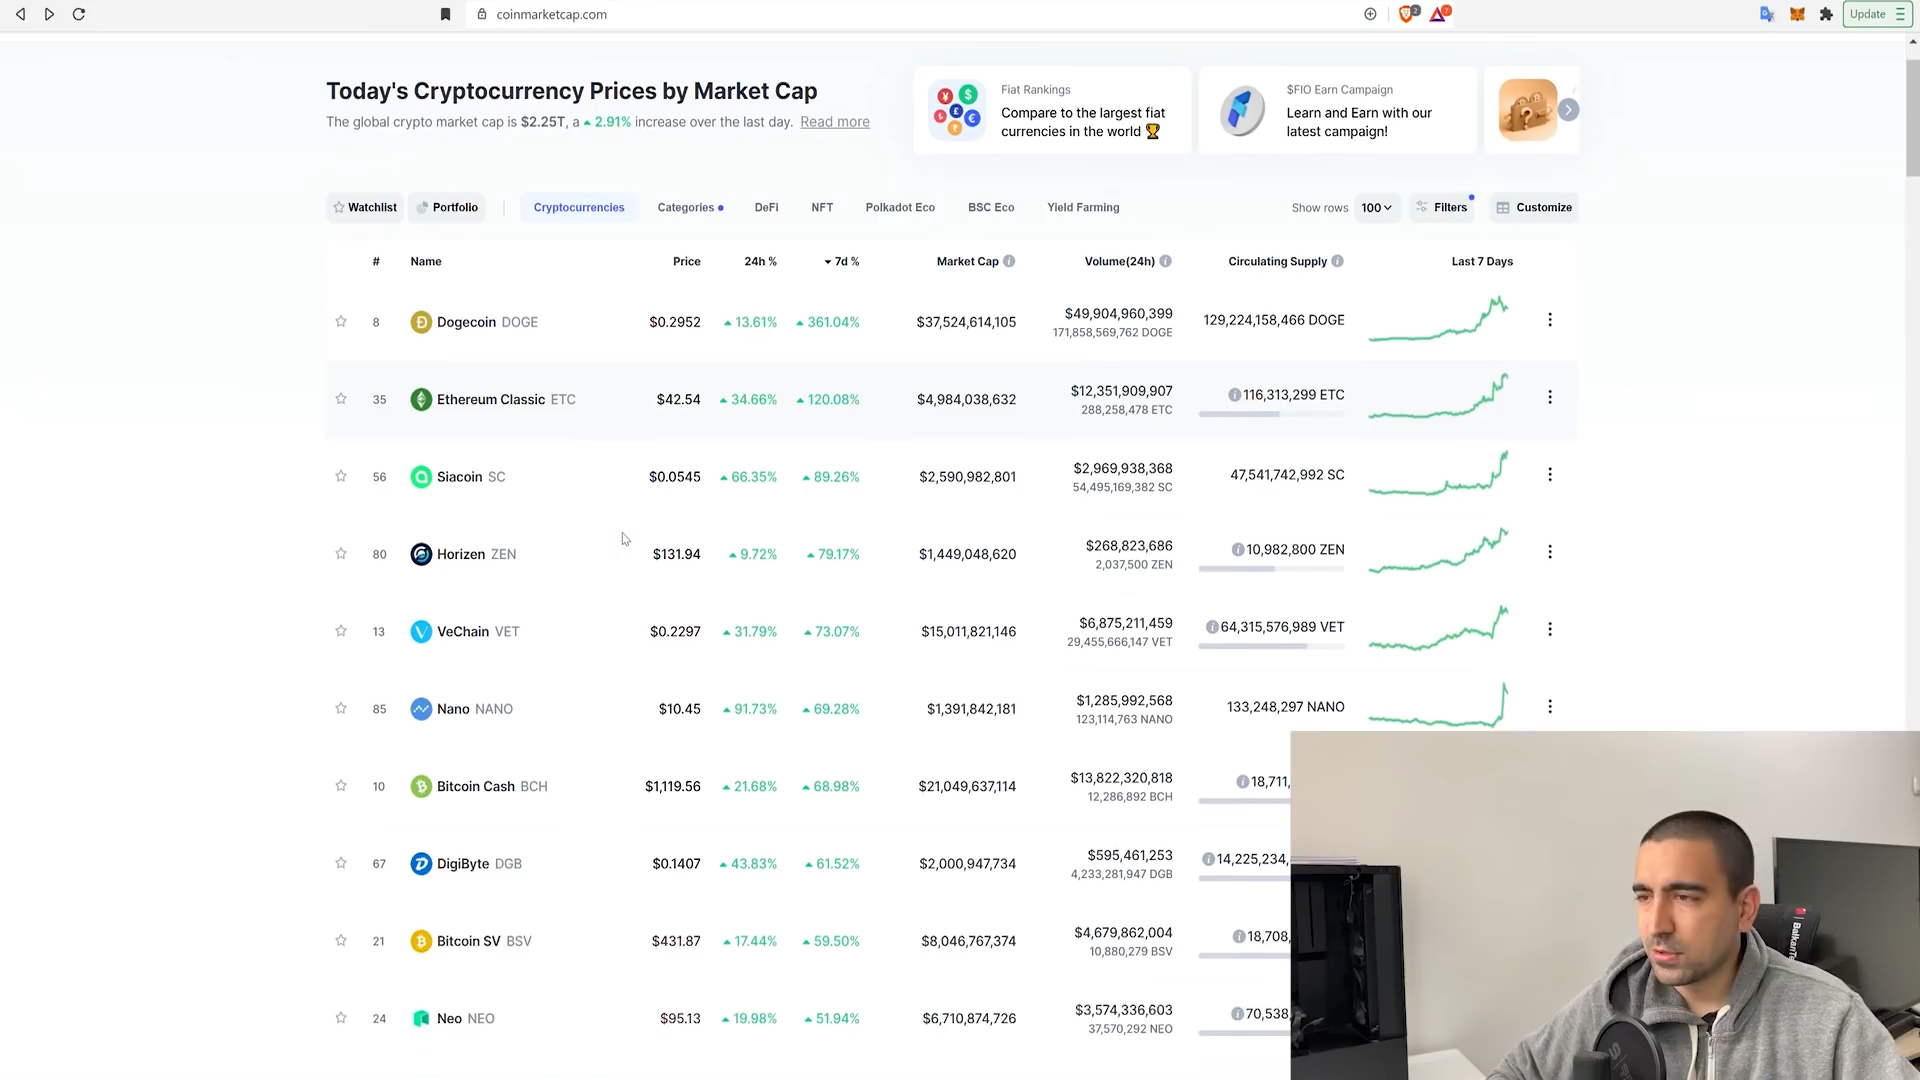 coinmarketcap.com
2
7
Update
Today's Cryptocurrency Prices by Market Cap
The global crypto market cap is $2.25T, a 2.91% increase over the last day. Read more
Fiat Rankings
Compare to the largest fiat
currencies in the world
$FIO Earn Campaign
Learn and Earn with our
latest campaign!
Watchlist Portfolio Cryptocurrencies Categories DeFi NFT Polkadot Eco BSC Eco Yield Farming Show rows 100 Filters Customize
# Name Price 24h % 7d % Market Cap Volume(24h) Circulating Supply Last 7 Days
8 Dogecoin DOGE $0.2952 13.61% 361.04% $37,524,614,105 $49,904,960,399 129,224,158,466 DOGE
171,858,569,762 DOGE
35 Ethereum Classic ETC $42.54 34.66% 120.08% $4,984,038,632 $12,351,909,907 116,313,299 ETC
288,258,478 ETC
56 Siacoin SC $0.0545 66.35% 89.26% $2,590,982,801 $2,969,938,368 47,541,742,992 SC
54,495,169,382 SC
80 Horizen ZEN $131.94 9.72% 79.17% $1,449,048,620 $268,823,686 10,982,800 ZEN
2,037,500 ZEN
13 VeChain VET $0.2297 31.79% 73.07% $15,011,821,146 $6,875,211,459 64,315,576,989 VET
29,455,666,147 VET
85 Nano NANO $10.45 91.73% 69.28% $1,391,842,181 $1,285,992,568 133,248,297 NANO
123,114,763 NANO
10 Bitcoin Cash BCH $1,119.56 21.68% 68.98% $21,049,637,114 $13,822,320,818 18,711,
12,286,892 BCH
67 DigiByte DGB $0.1407 43.83% 61.52% $2,000,947,734 $595,461,253 14,225,234,
4,233,281,947 DGB
21 Bitcoin SV BSV $431.87 17.44% 59.50% $8,046,767,374 $4,679,862,004 18,708,
10,880,279 BSV
24 Neo NEO $95.13 19.98% 51.94% $6,710,874,726 $3,574,336,603 70,538,
37,570,292 NEO